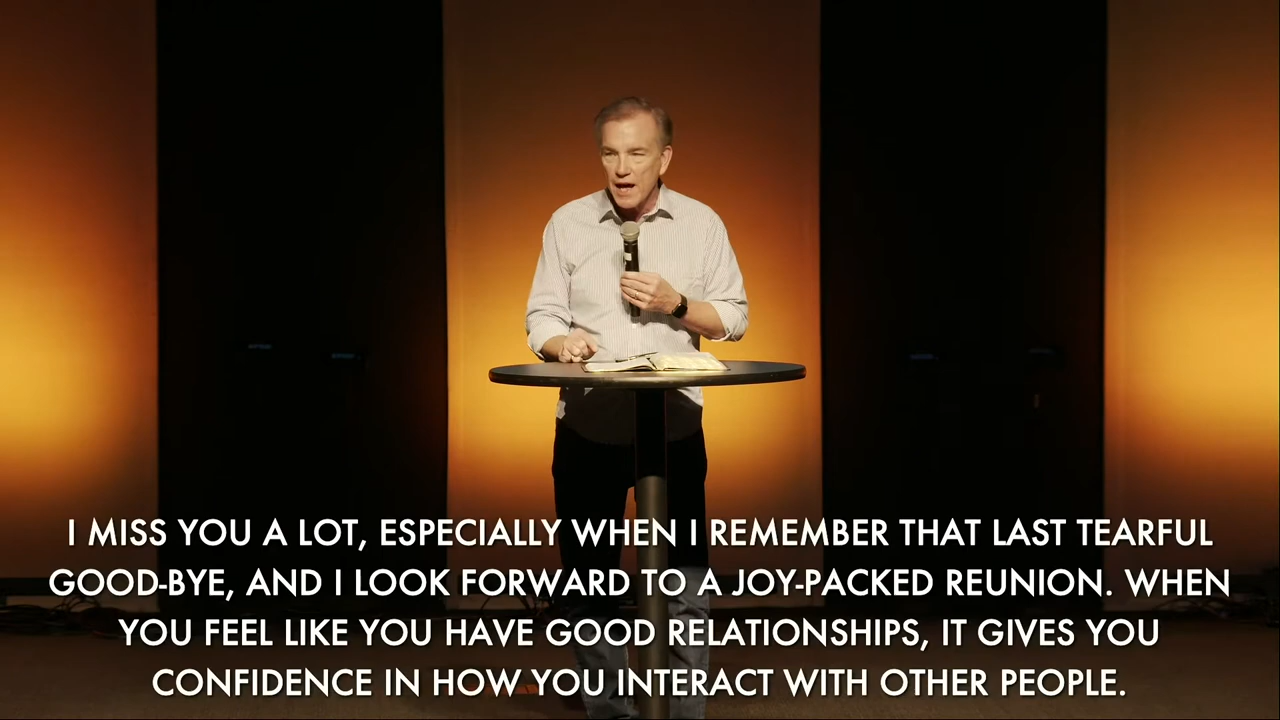 I MISS YOU A LOT, ESPECIALLY WHEN I REMEMBER THAT LAST TEARFUL
GOOD-BYE, AND I LOOK FORWARD TO A JOY-PACKED REUNION. WHEN
YOU FEEL LIKE YOU HAVE GOOD RELATIONSHIPS, IT GIVES YOU
CONFIDENCE IN HOW YOU INTERACT WITH OTHER PEOPLE.